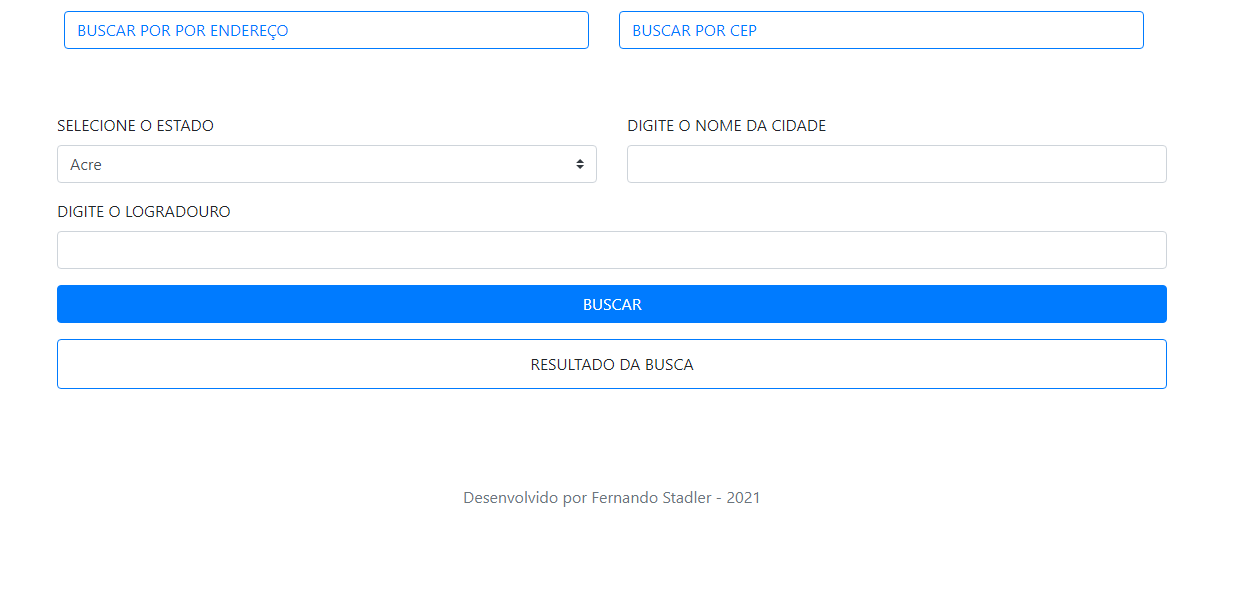 BUSCAR POR POR ENDEREÇO
BUSCAR POR CEP
SELECIONE O ESTADO
DIGITE O NOME DA CIDADE
Acre
DIGITE O LOGRADOURO
BUSCAR
RESULTADO DA BUSCA
Desenvolvido por Fernando Stadler - 2021